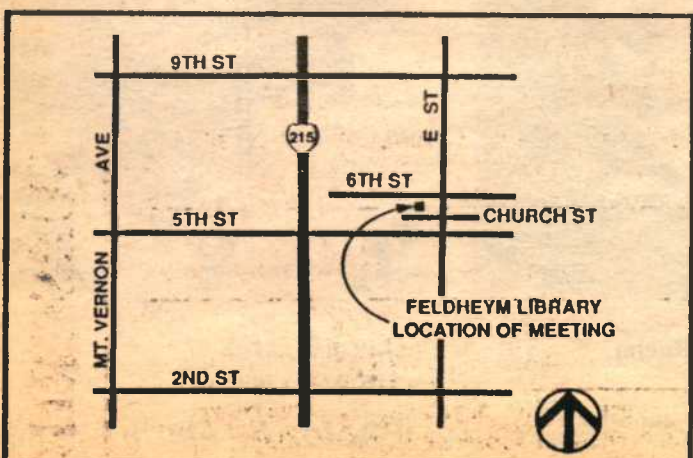 9TH ST
AVE
215
E ST
6TH ST
CHURCH ST
5TH ST
MT. VERNON
FELDHEYM LIBRARY
LOCATION OF MEETING
2ND ST